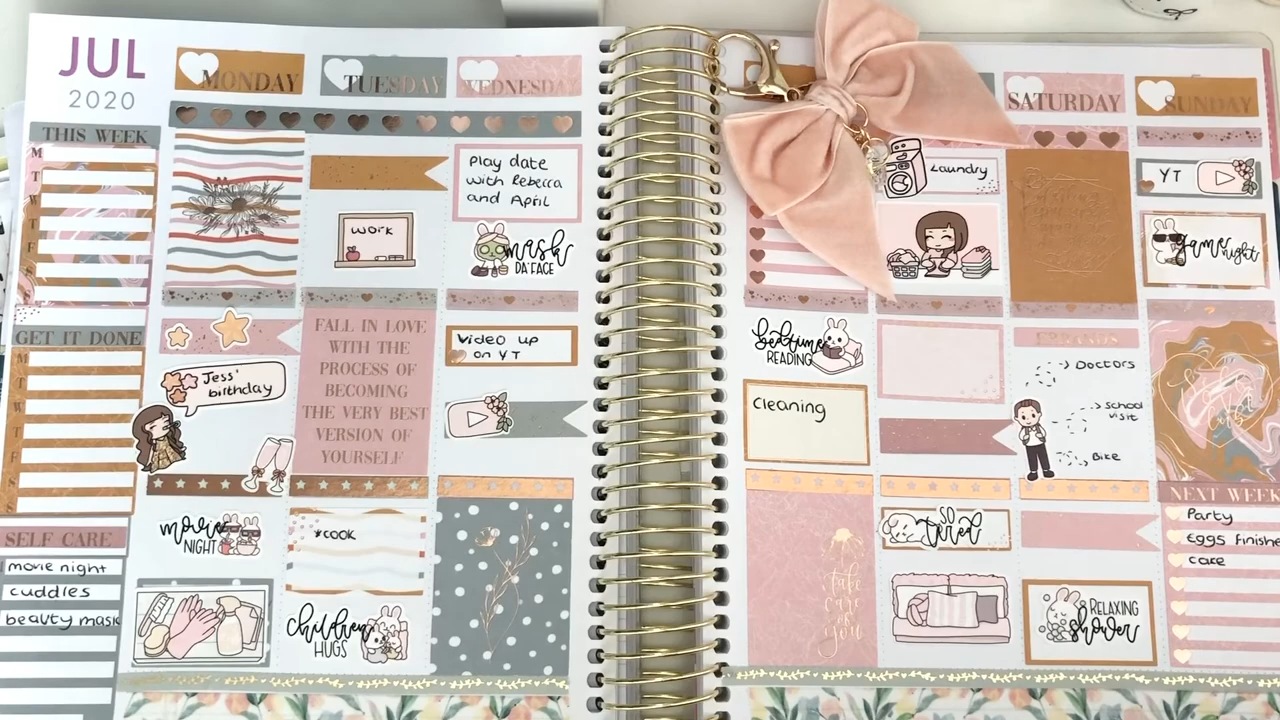 JUL
2020
THIS WEEK
M
T
W
T
F
S
S
GET IT DONE
M
T
W
T
F
S
S
SELF CARE
movie night
cuddles
beauty mask
MONDAY
Jess'
birthday
movie
NIGHT
TUESDAY
work
FALL IN LOVE
WITH THE
PROCESS OF
BECOMING
THE VERY BEST
VERSION OF
YOURSELF
*COOK
children
HUGS
WEDNESDAY
Play date
with Rebecca
and April
mask
DA'FACE
Video up
on YT
bedtime
READING
Cleaning
take
care
of
you
Laundry
SO
tired
SATURDAY
ERRANDS
Doctors
School
visit
Bike
RELAXING
shower
SUNDAY
YT
game night
NEXT WEEK
Party
Eggs finishe
care